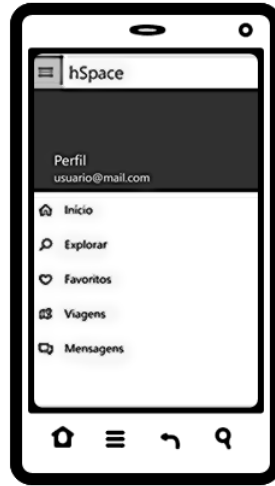 hSpace
Perfil
usuario@mail.com
Início
Explorar
Favoritos
Viagens
Mensagens